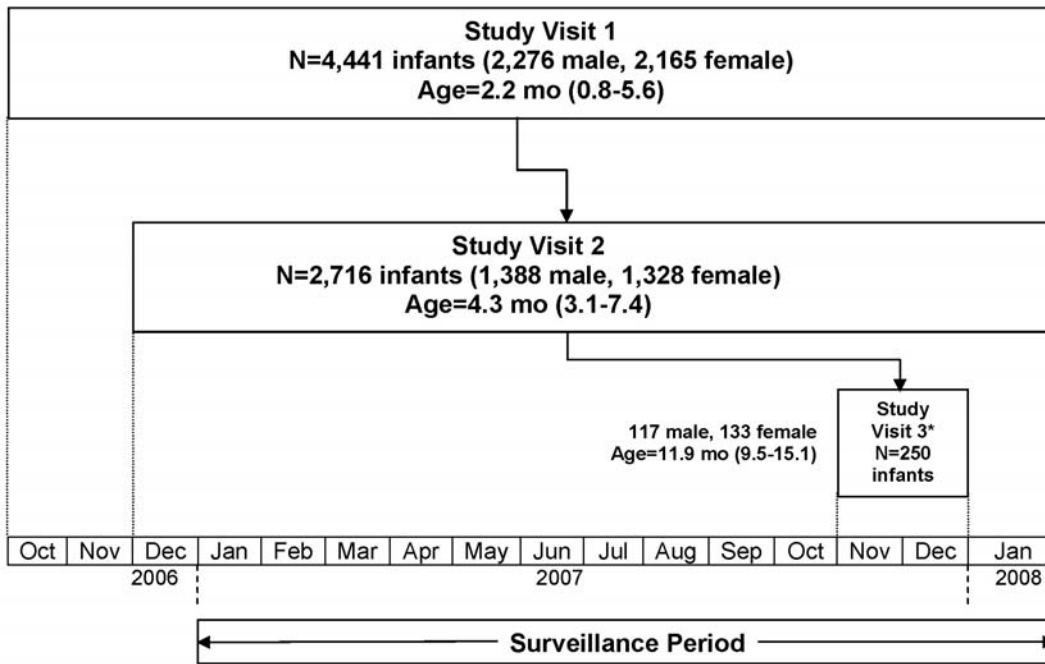 Study Visit 1
N=4,441 infants (2,276 male, 2,165 female)
Age=2.2 mo (0.8-5.6)
Study Visit 2
N=2,716 infants (1,388 male, 1,328 female)
Age=4.3 mo (3.1-7.4)
117 male, 133 female
Age=11.9 mo (9.5-15.1)
Study
Visit 3*
N=250
infants
Oct Nov Dec Jan Feb Mar Apr May Jun Jul Aug Sep Oct Nov Dec Jan
2006 2007 2008
Surveillance Period